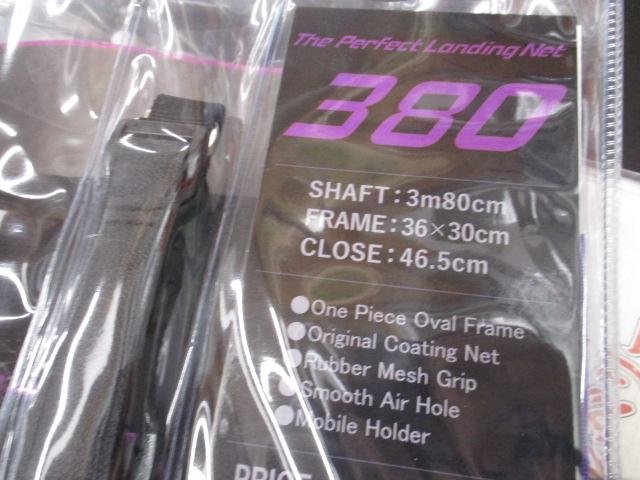 The Perfect Landing Net
380
SHAFT：3m80cm
FRAME：36×30cm
CLOSE：46.5cm
●One Piece Oval Frame
●Original Coating Net
●Rubber Mesh Grip
●Smooth Air Hole
●Mobile Holder
PRICE